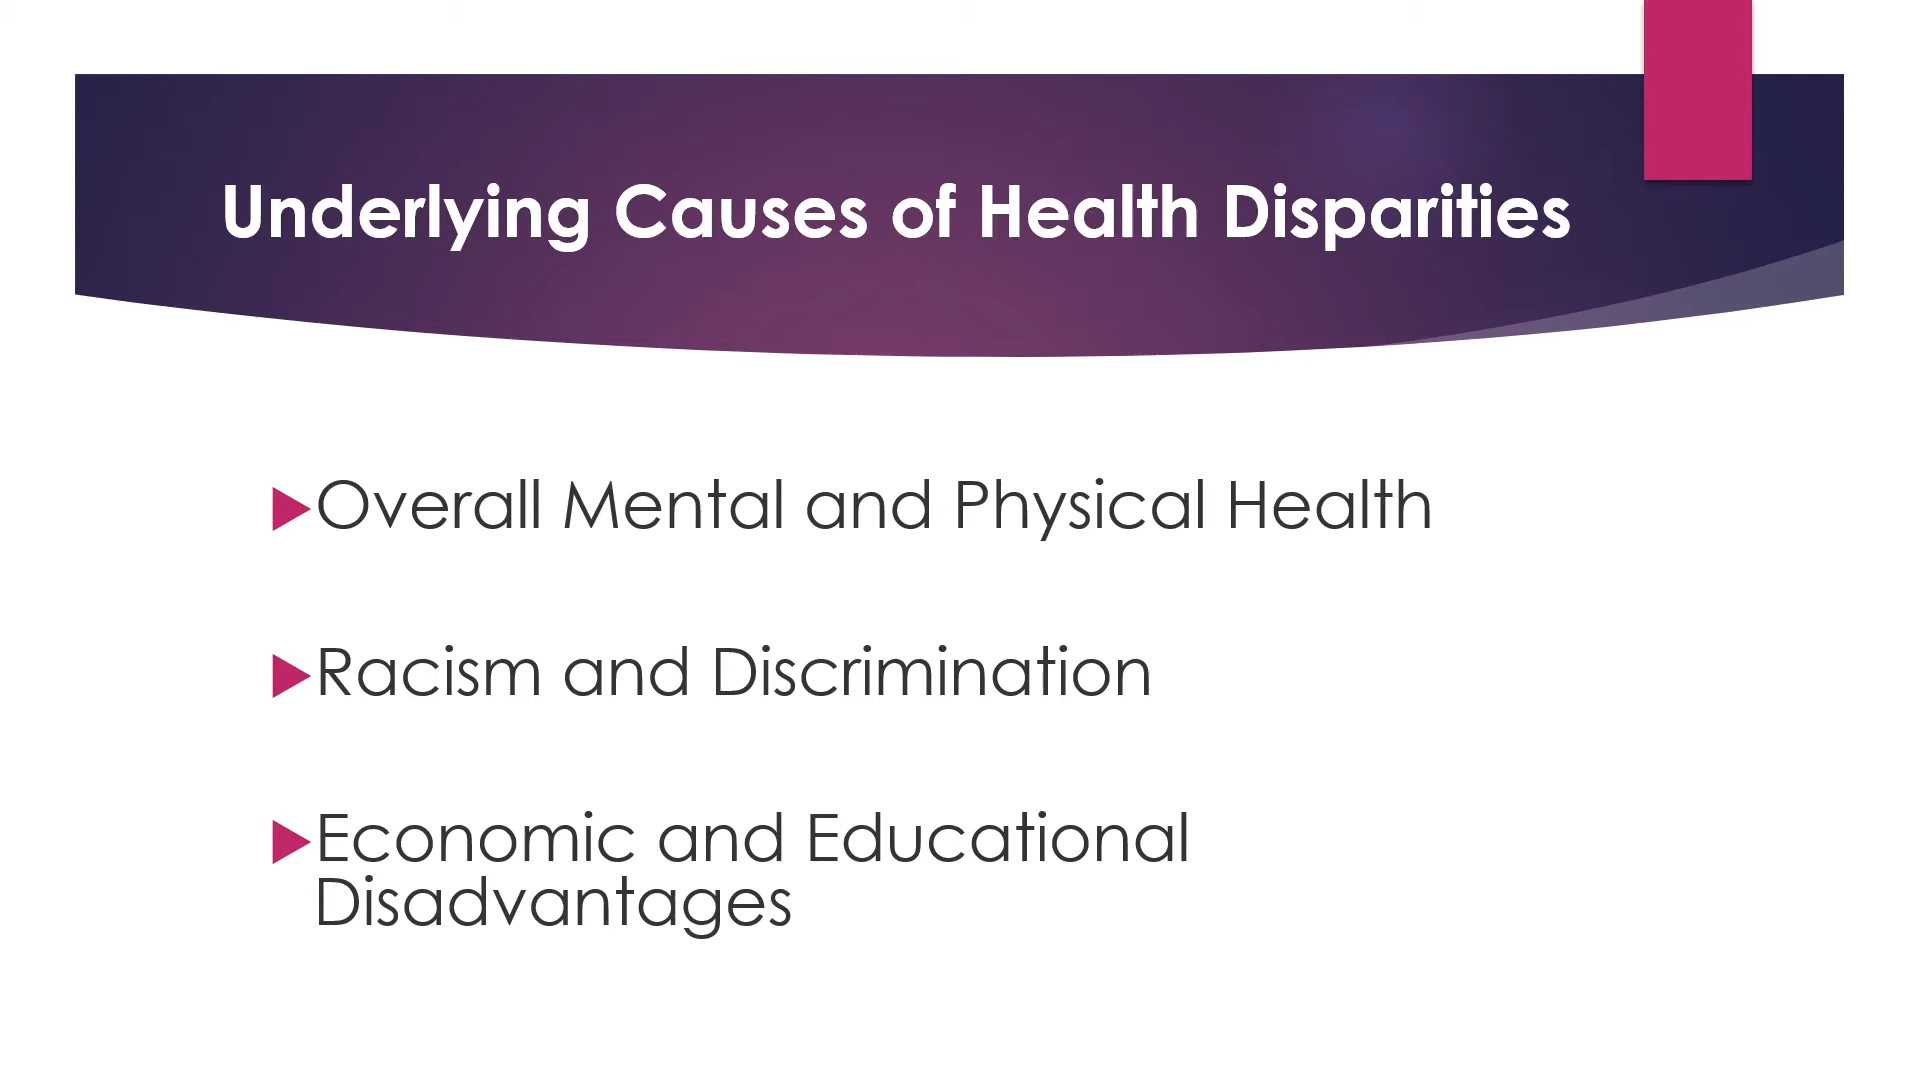 Underlying Causes of Health Disparities
Overall Mental and Physical Health
Racism and Discrimination
Economic and Educational
Disadvantages